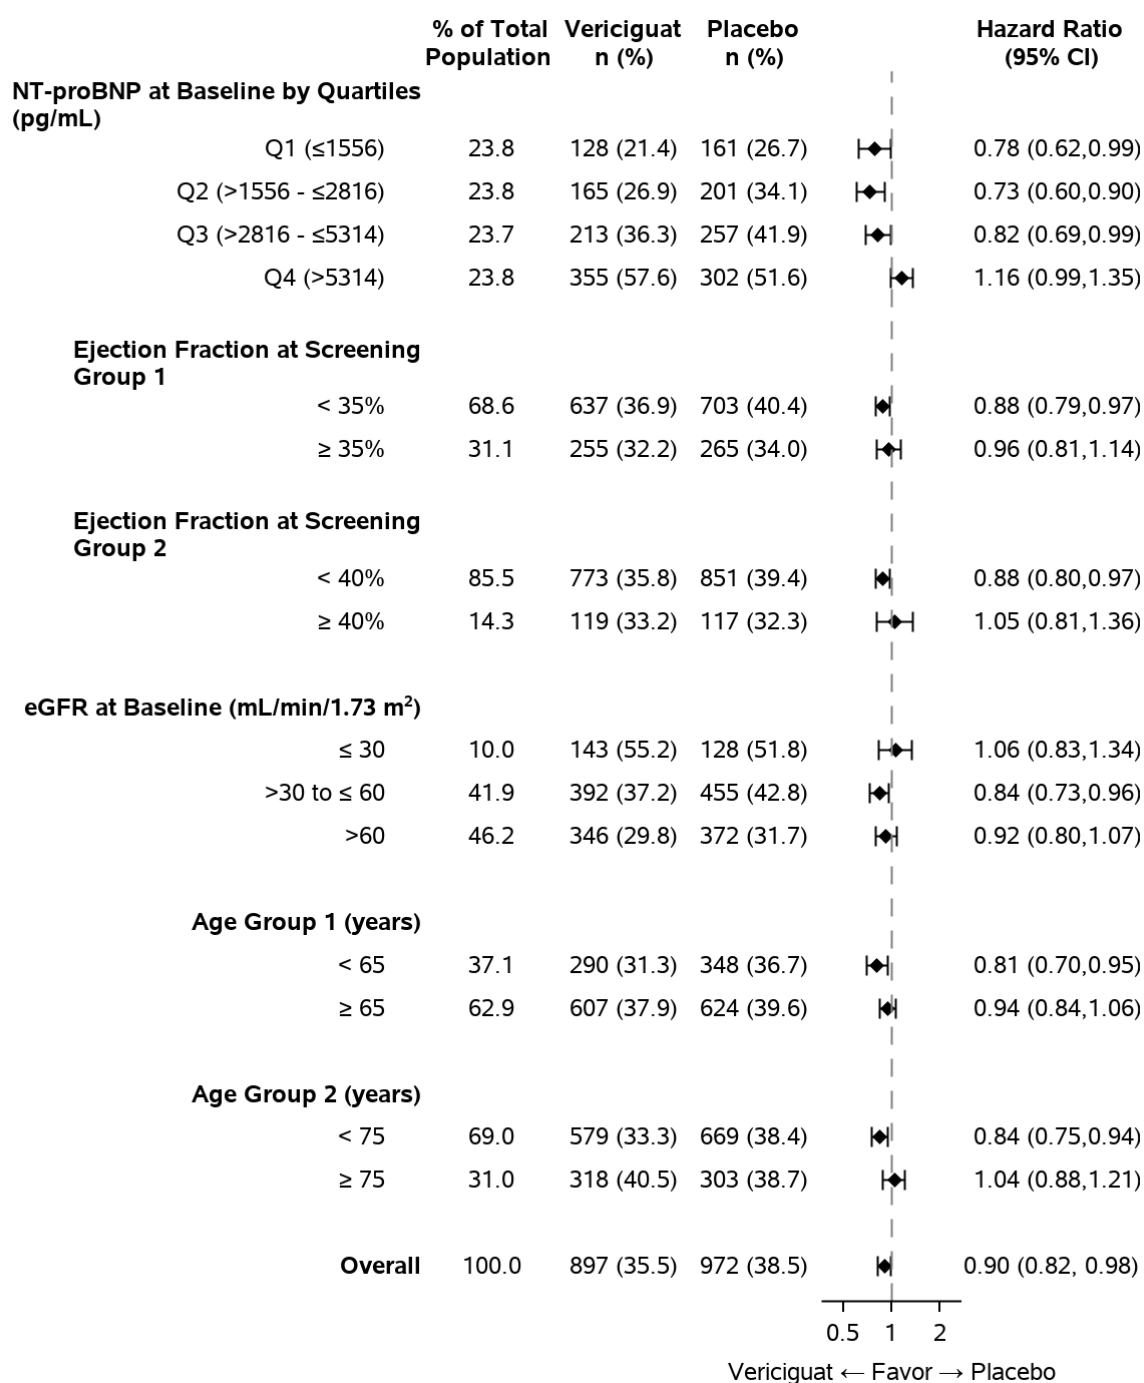 % of Total Vericiguat Placebo Hazard Ratio
Population n (%) n (%) (95% CI)
NT-proBNP at Baseline by Quartiles
(pg/mL)
Q1 (≤1556) 23.8 128 (21.4) 161 (26.7) 0.78 (0.62,0.99)
Q2 (>1556 - ≤2816) 23.8 165 (26.9) 201 (34.1) 0.73 (0.60,0.90)
Q3 (>2816 - ≤5314) 23.7 213 (36.3) 257 (41.9) 0.82 (0.69,0.99)
Q4 (>5314) 23.8 355 (57.6) 302 (51.6) 1.16 (0.99,1.35)
Ejection Fraction at Screening
Group 1
< 35% 68.6 637 (36.9) 703 (40.4) 0.88 (0.79,0.97)
≥ 35% 31.1 255 (32.2) 265 (34.0) 0.96 (0.81,1.14)
Ejection Fraction at Screening
Group 2
< 40% 85.5 773 (35.8) 851 (39.4) 0.88 (0.80,0.97)
≥ 40% 14.3 119 (33.2) 117 (32.3) 1.05 (0.81,1.36)
eGFR at Baseline (mL/min/1.73 m²)
≤ 30 10.0 143 (55.2) 128 (51.8) 1.06 (0.83,1.34)
>30 to ≤ 60 41.9 392 (37.2) 455 (42.8) 0.84 (0.73,0.96)
>60 46.2 346 (29.8) 372 (31.7) 0.92 (0.80,1.07)
Age Group 1 (years)
< 65 37.1 290 (31.3) 348 (36.7) 0.81 (0.70,0.95)
≥ 65 62.9 607 (37.9) 624 (39.6) 0.94 (0.84,1.06)
Age Group 2 (years)
< 75 69.0 579 (33.3) 669 (38.4) 0.84 (0.75,0.94)
≥ 75 31.0 318 (40.5) 303 (38.7) 1.04 (0.88,1.21)
Overall 100.0 897 (35.5) 972 (38.5) 0.90 (0.82, 0.98)
0.5 1 2
Vericiguat ← Favor → Placebo